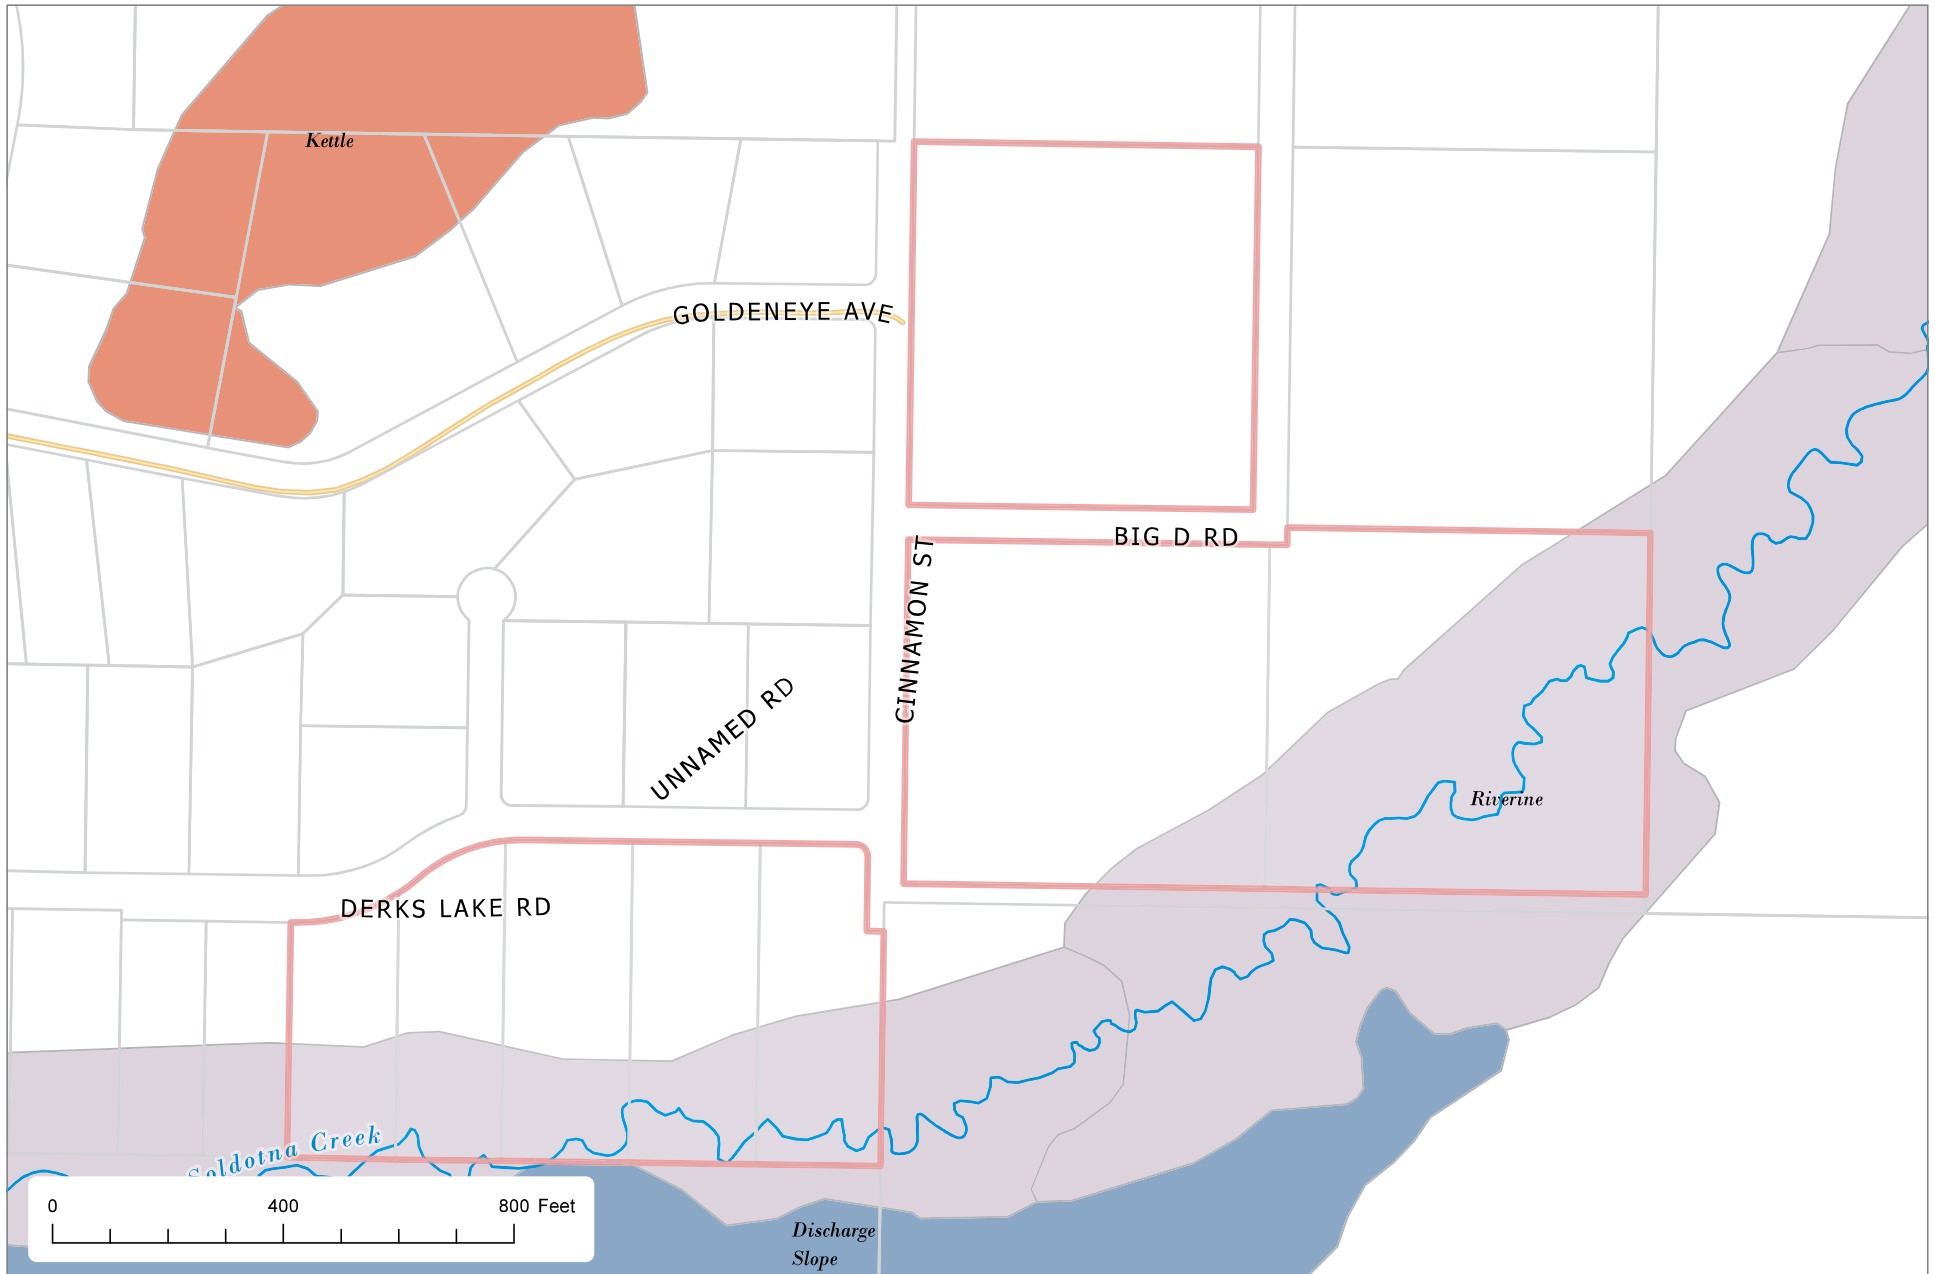 Kettle
GOLDENEYE AVE
BIG D RD
CINNAMON ST
UNNAMED RD
Riverine
DERKS LAKE RD
Soldotna Creek
0 400 800 Feet
Discharge
Slope